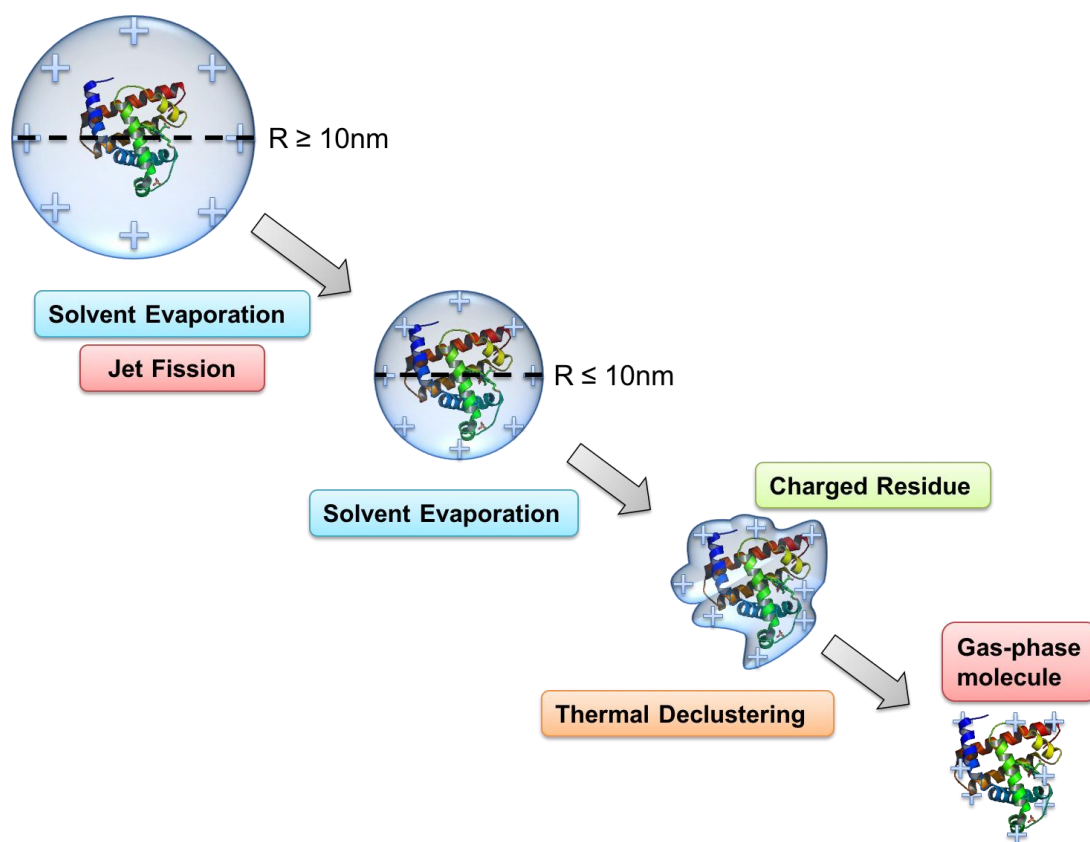 R ≥ 10nm
Solvent Evaporation
Jet Fission
R ≤ 10nm
Solvent Evaporation
Charged Residue
Thermal Declustering
Gas-phase
molecule